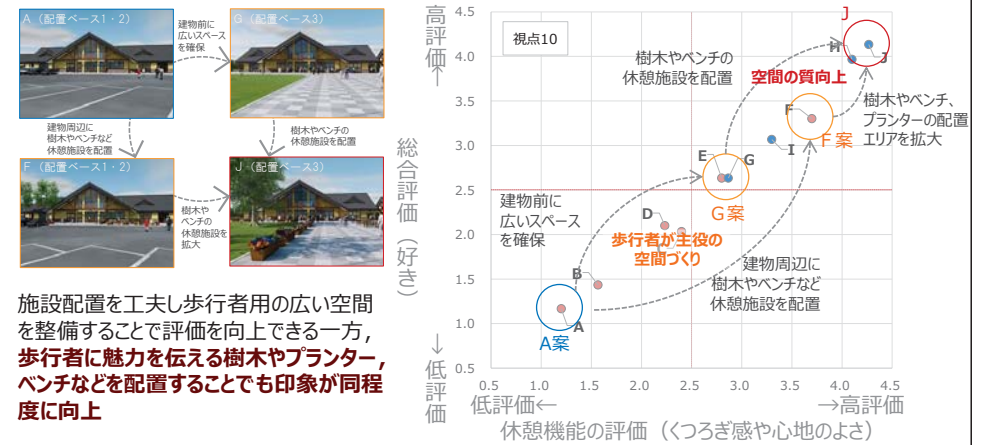 A（配置ベース1・2）
建物前に
広いスペース
を確保
G（配置ベース3）
建物周辺に
樹木やベンチなど
休憩施設を配置
樹木やベンチの
休憩施設を配置
F（配置ベース1・2）
樹木や
ベンチの
休憩施設を
拡大
J（配置ベース3）
施設配置を工夫し歩行者用の広い空間
を整備することで評価を向上できる一方，
歩行者に魅力を伝える樹木やプランター，
ベンチなどを配置することでも印象が同程
度に向上
高評価↑
総合評価（好き）
↓低評価
4.5
4.0
3.5
3.0
2.5
2.0
1.5
1.0
0.5
視点10
樹木やベンチの
休憩施設を配置
空間の質向上
J
H
J
樹木やベンチ、
プランターの配置
エリアを拡大
F
F案
I
E
G
G案
建物前に
広いスペース
を確保
D
歩行者が主役の
空間づくり
建物周辺に
樹木やベンチなど
休憩施設を配置
B
A
A案
0.5 1.0 1.5 2.0 2.5 3.0 3.5 4.0 4.5
低評価← →高評価
休憩機能の評価（くつろぎ感や心地のよさ）